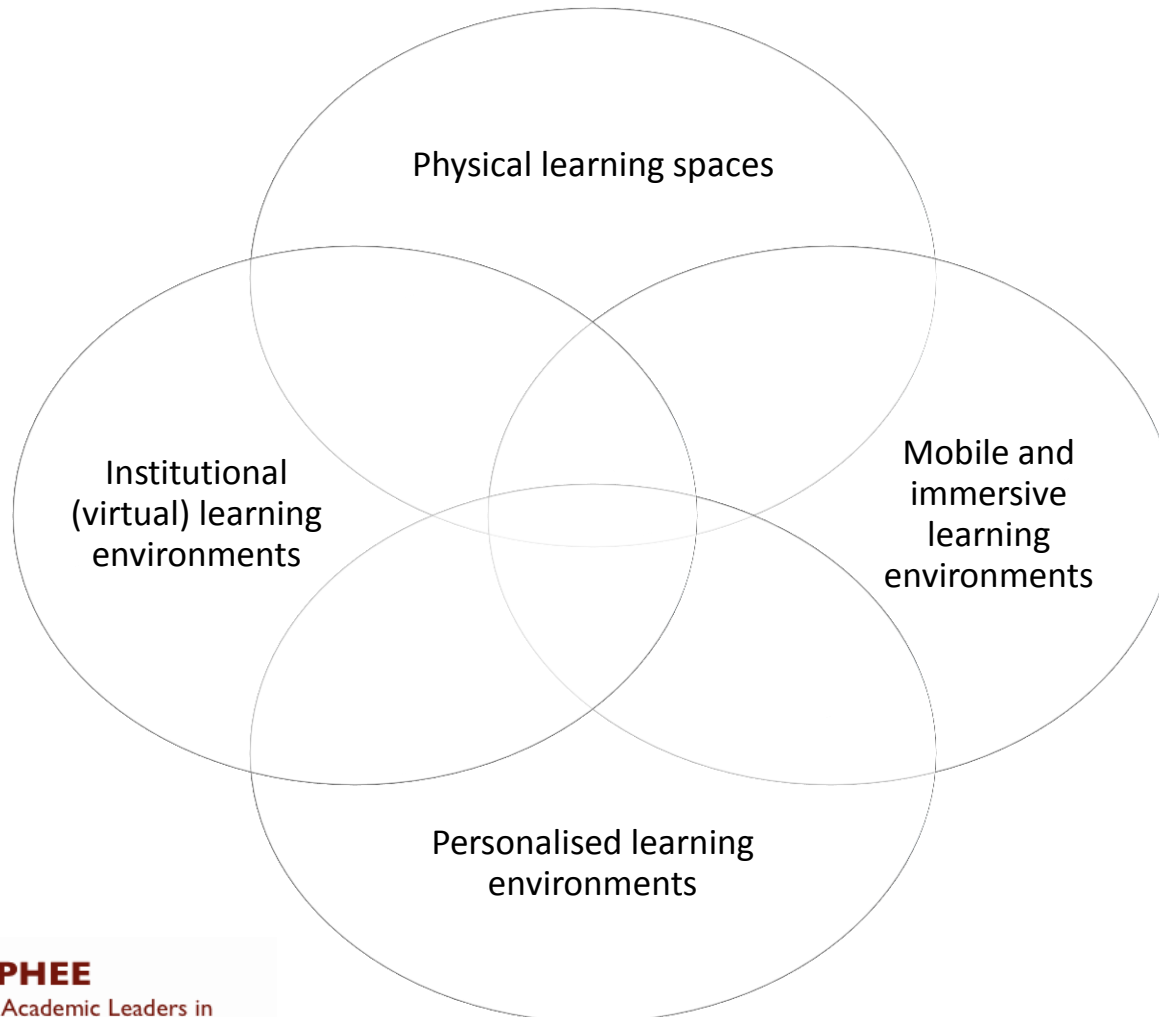 Physical learning spaces
Institutional
(virtual) learning
environments
Mobile and
immersive
learning
environments
Personalised learning
environments
PHEE
Academic Leaders in